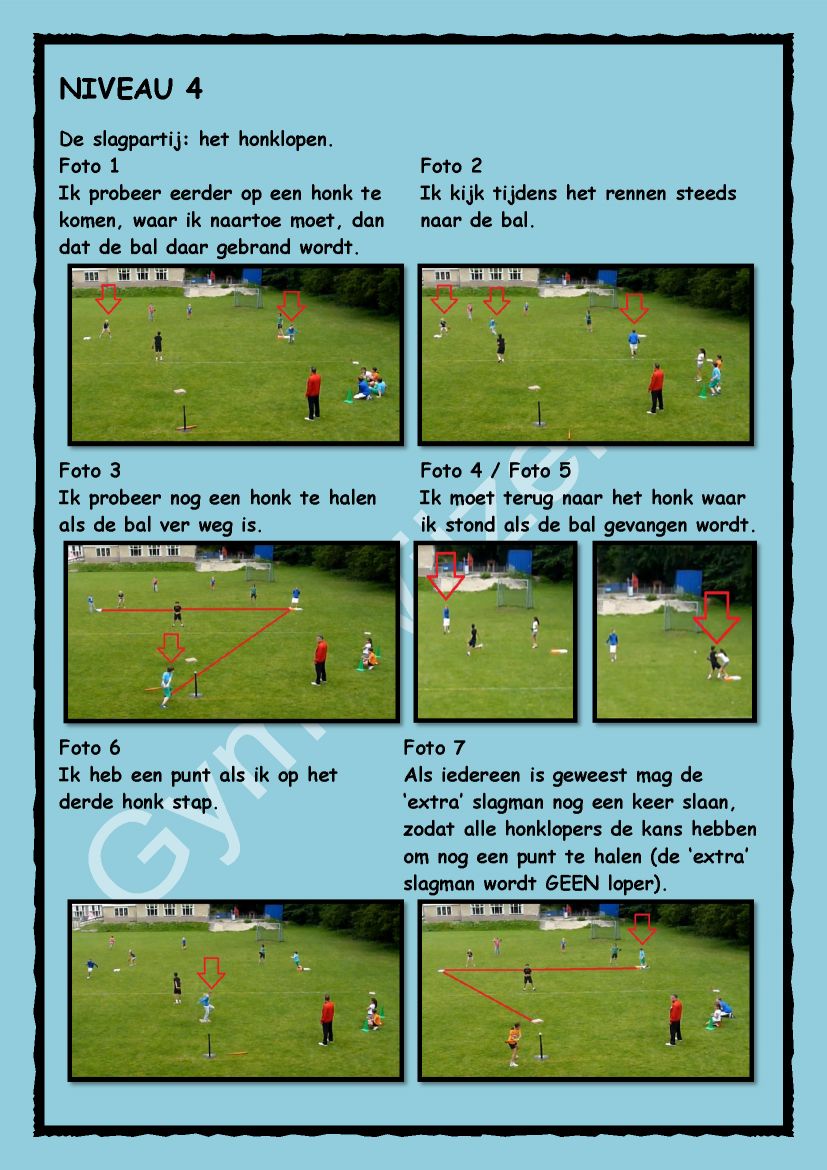 NIVEAU 4
De slagpartij: het honklopen.
Foto 1
Ik probeer eerder op een honk te
komen, waar ik naartoe moet, dan
dat de bal daar gebrand wordt.
Foto 2
Ik kijk tijdens het rennen steeds
naar de bal.
Foto 3
Ik probeer nog een honk te halen
als de bal ver weg is.
Foto 4 / Foto 5
Ik moet terug naar het honk waar
ik stond als de bal gevangen wordt.
Foto 6
Ik heb een punt als ik op het
derde honk stap.
Foto 7
Als iedereen is geweest mag de
‘extra’ slagman nog een keer slaan,
zodat alle honklopers de kans hebben
om nog een punt te halen (de ‘extra’
slagman wordt GEEN loper).